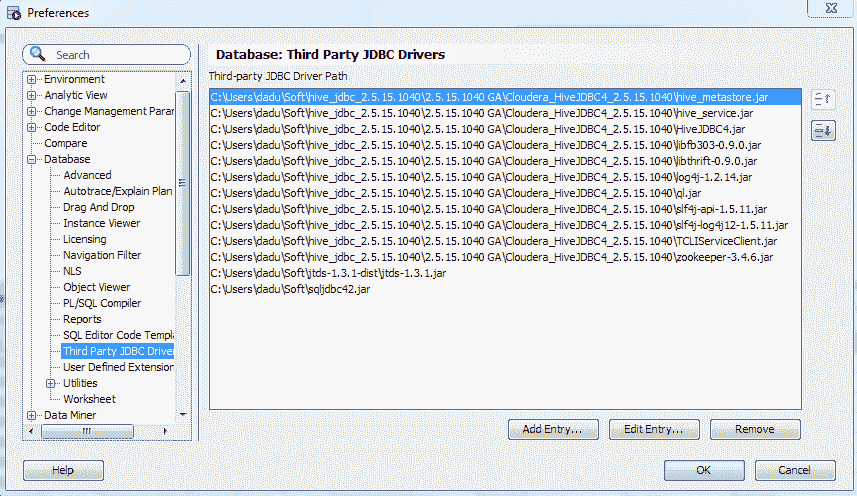 Preferences
Search
Environment
Analytic View
Change Management Parar
Code Editor
Compare
Database
Advanced
Autotrace/Explain Plan
Drag And Drop
Instance Viewer
Licensing
Navigation Filter
NLS
Object Viewer
PL/SQL Compiler
Reports
SQL Editor Code Templa
Third Party JDBC Driver
User Defined Extension
Utilities
Worksheet
Data Miner
Database: Third Party JDBC Drivers
Third-party JDBC Driver Path
C:\Users\dadu\Soft\hive_jdbc_2.5.15.1040\2.5.15.1040 GA\Cloudera_HiveJDBC4_2.5.15.1040\hive_metastore.jar
C:\Users\dadu\Soft\hive_jdbc_2.5.15.1040\2.5.15.1040 GA\Cloudera_HiveJDBC4_2.5.15.1040\hive_service.jar
C:\Users\dadu\Soft\hive_jdbc_2.5.15.1040\2.5.15.1040 GA\Cloudera_HiveJDBC4_2.5.15.1040\HiveJDBC4.jar
C:\Users\dadu\Soft\hive_jdbc_2.5.15.1040\2.5.15.1040 GA\Cloudera_HiveJDBC4_2.5.15.1040\libfb303-0.9.0.jar
C:\Users\dadu\Soft\hive_jdbc_2.5.15.1040\2.5.15.1040 GA\Cloudera_HiveJDBC4_2.5.15.1040\libthrift-0.9.0.jar
C:\Users\dadu\Soft\hive_jdbc_2.5.15.1040\2.5.15.1040 GA\Cloudera_HiveJDBC4_2.5.15.1040\log4j-1.2.14.jar
C:\Users\dadu\Soft\hive_jdbc_2.5.15.1040\2.5.15.1040 GA\Cloudera_HiveJDBC4_2.5.15.1040\ql.jar
C:\Users\dadu\Soft\hive_jdbc_2.5.15.1040\2.5.15.1040 GA\Cloudera_HiveJDBC4_2.5.15.1040\slf4j-api-1.5.11.jar
C:\Users\dadu\Soft\hive_jdbc_2.5.15.1040\2.5.15.1040 GA\Cloudera_HiveJDBC4_2.5.15.1040\slf4j-log4j12-1.5.11.jar
C:\Users\dadu\Soft\hive_jdbc_2.5.15.1040\2.5.15.1040 GA\Cloudera_HiveJDBC4_2.5.15.1040\TCLIServiceClient.jar
C:\Users\dadu\Soft\hive_jdbc_2.5.15.1040\2.5.15.1040 GA\Cloudera_HiveJDBC4_2.5.15.1040\zookeeper-3.4.6.jar
C:\Users\dadu\Soft\jtds-1.3.1-dist\jtds-1.3.1.jar
C:\Users\dadu\Soft\sqljdbc42.jar
Add Entry...
Edit Entry...
Remove
Help
OK
Cancel